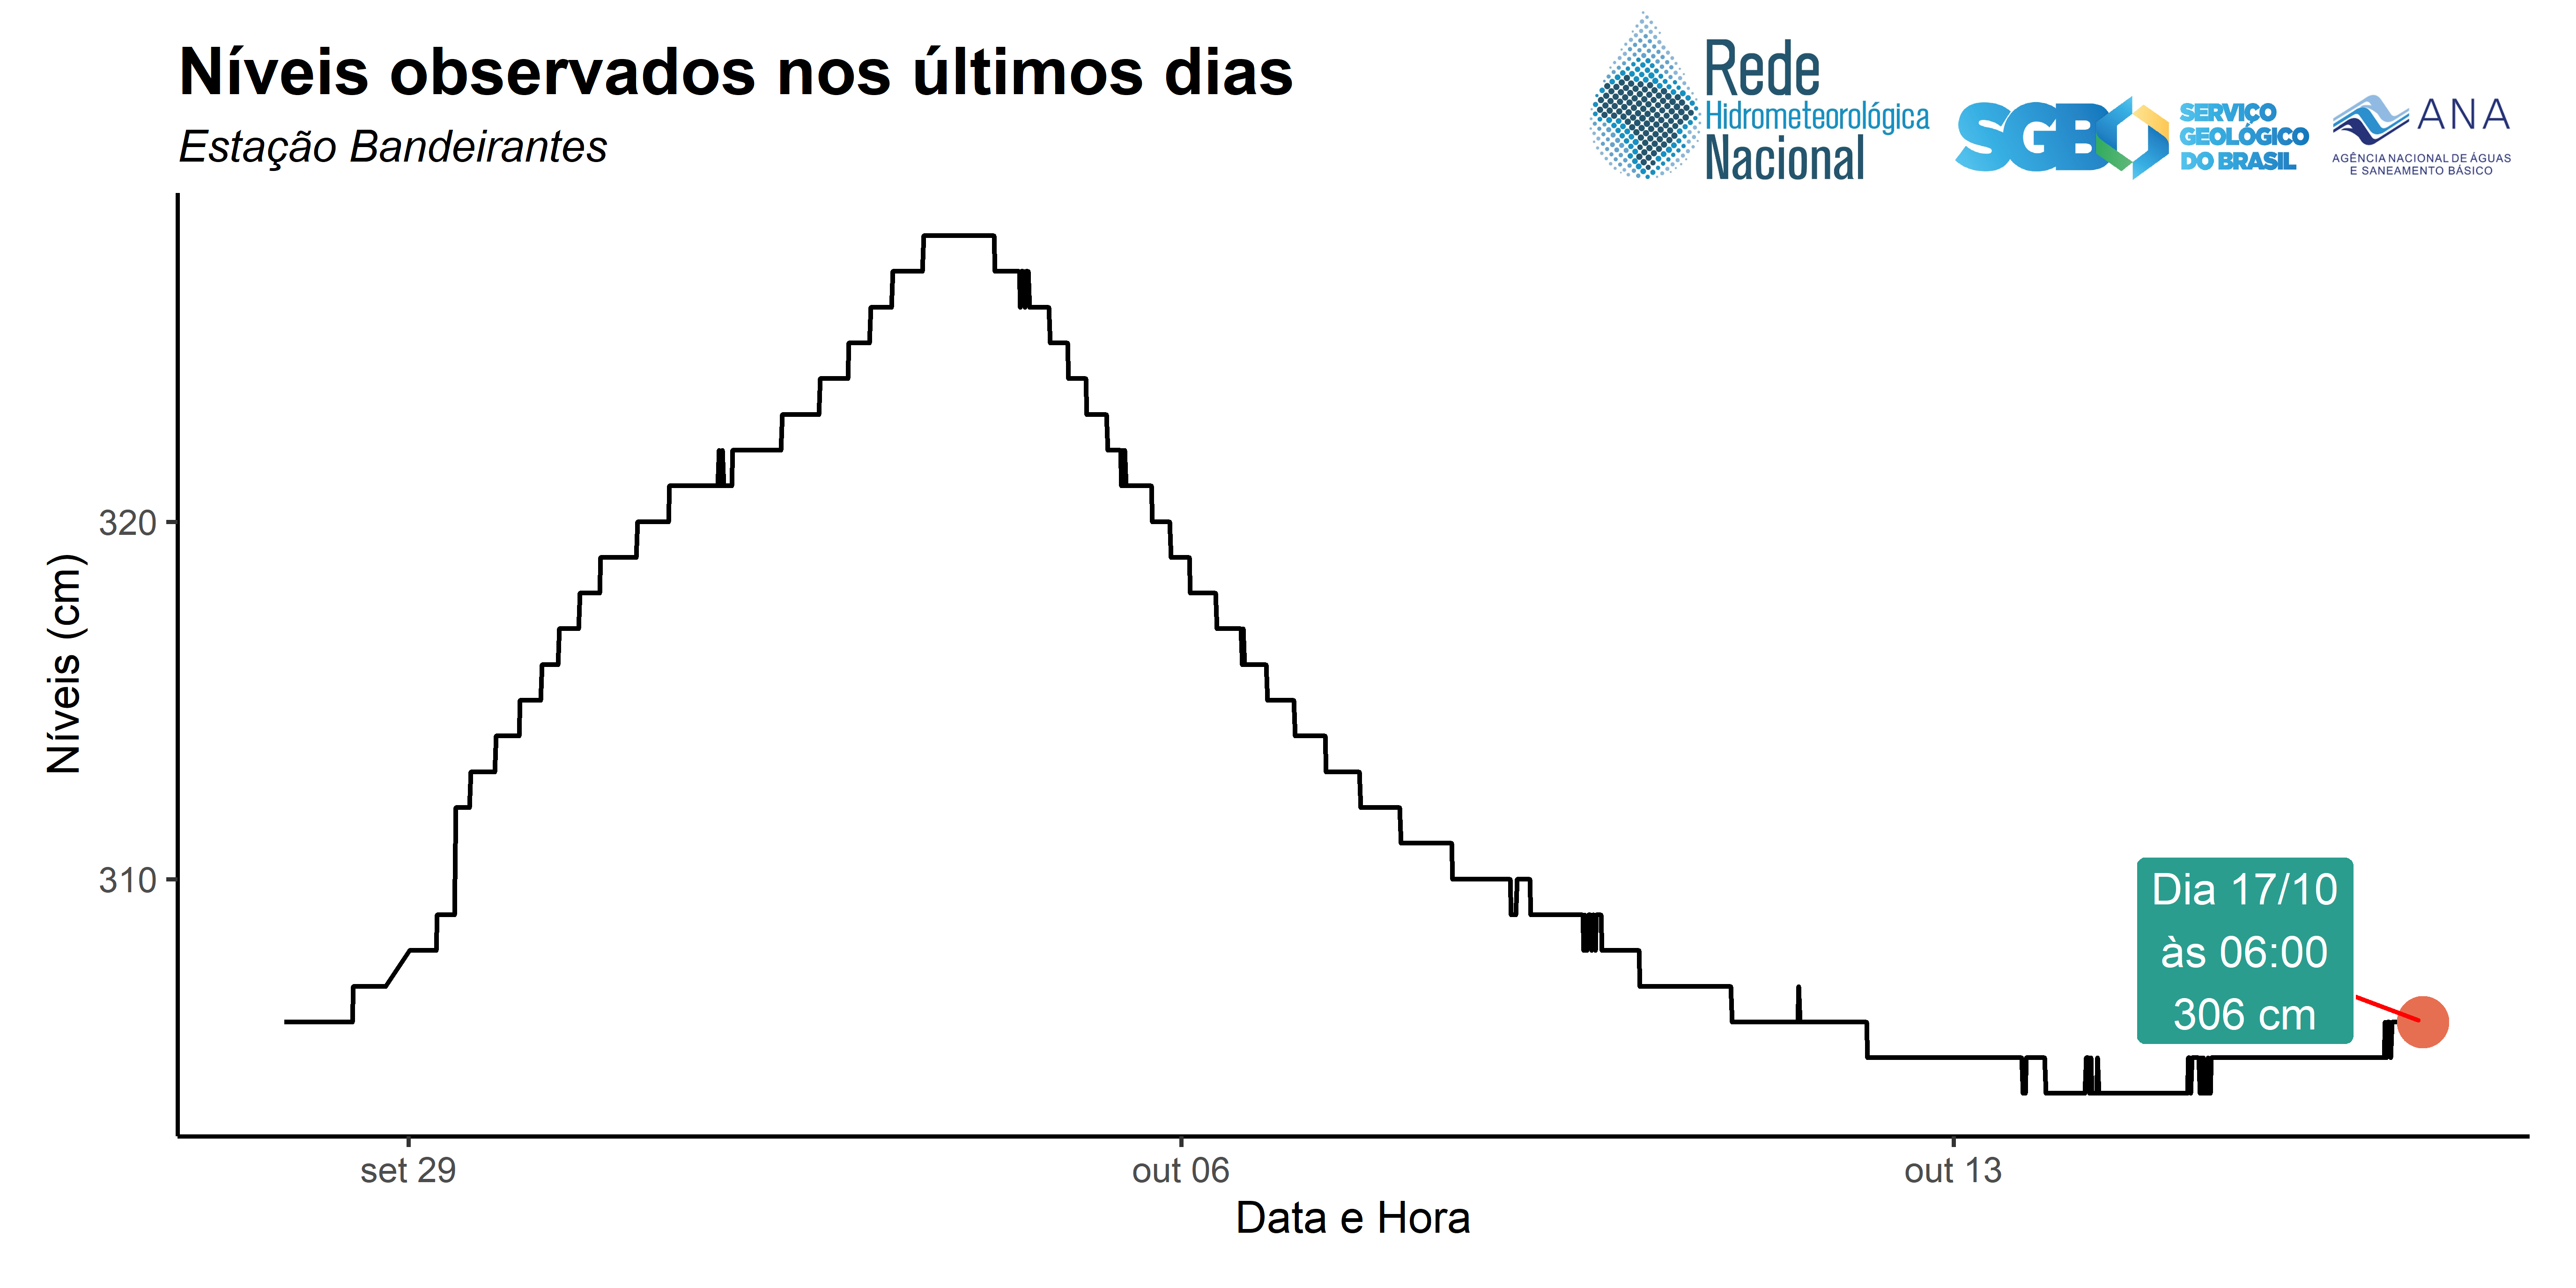 Níveis observados nos últimos dias
Estação Bandeirantes
Rede
Hidrometeorológica
Nacional
SGB
SERVIÇO
GEOLÓGICO
DO BRASIL
ANA
AGÊNCIA NACIONAL DE ÁGUAS
E SANEAMENTO BÁSICO
Níveis (cm)
320
310
Dia 17/10
às 06:00
306 cm
set 29
out 06
out 13
Data e Hora